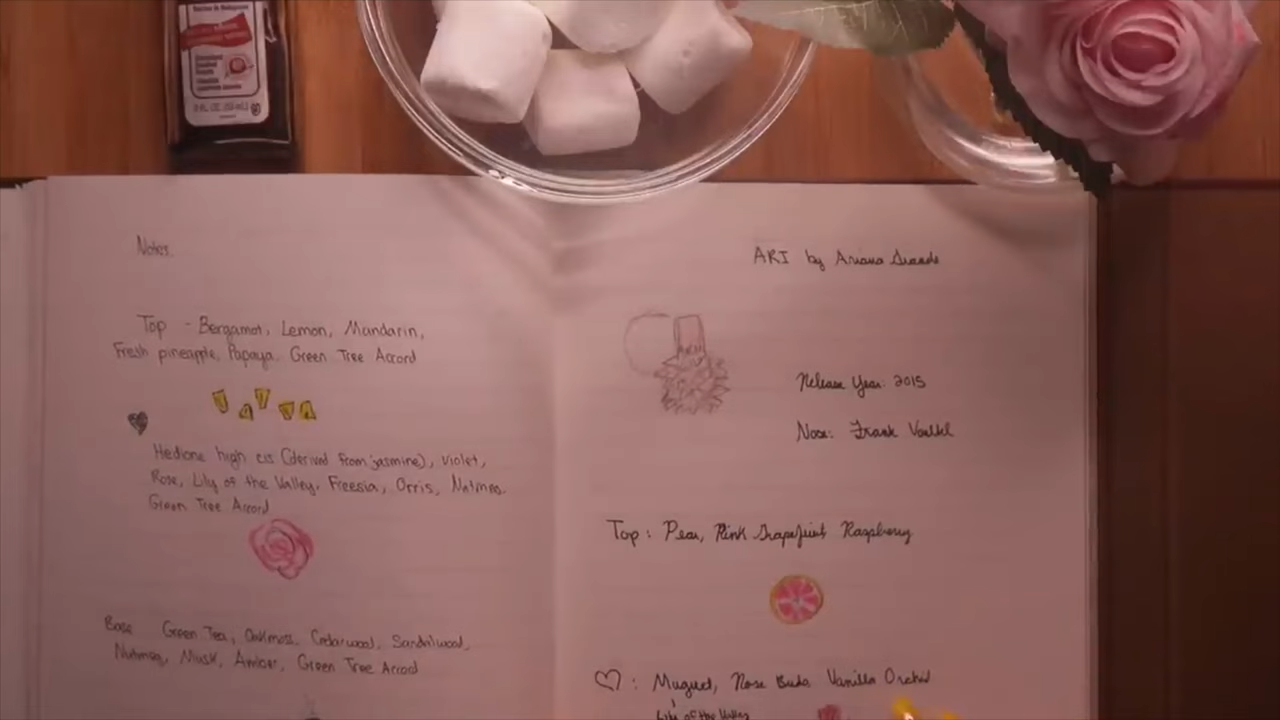 Notes.
Top - Bergamot, Lemon, Mandarin,
Fresh pineapple, Papaya, Green Tree Accord
Hedione high cis (derived from jasmine), violet,
Rose, Lily of the Valley, Freesia, Orris, Nutmeg.
Green Tree Accord
Base Green Tea, Oakmoss, Cedarwood, Sandalwood,
Nutmeg, Musk, Amber, Green Tree Accord
ARI by Ariana Grande
Release Year: 2015
Nose: Frank Voelkl
Top: Pear, Pink Grapefruit Raspberry
: Muguet, Rose Buds Vanilla Orchid
Lily of the Valley